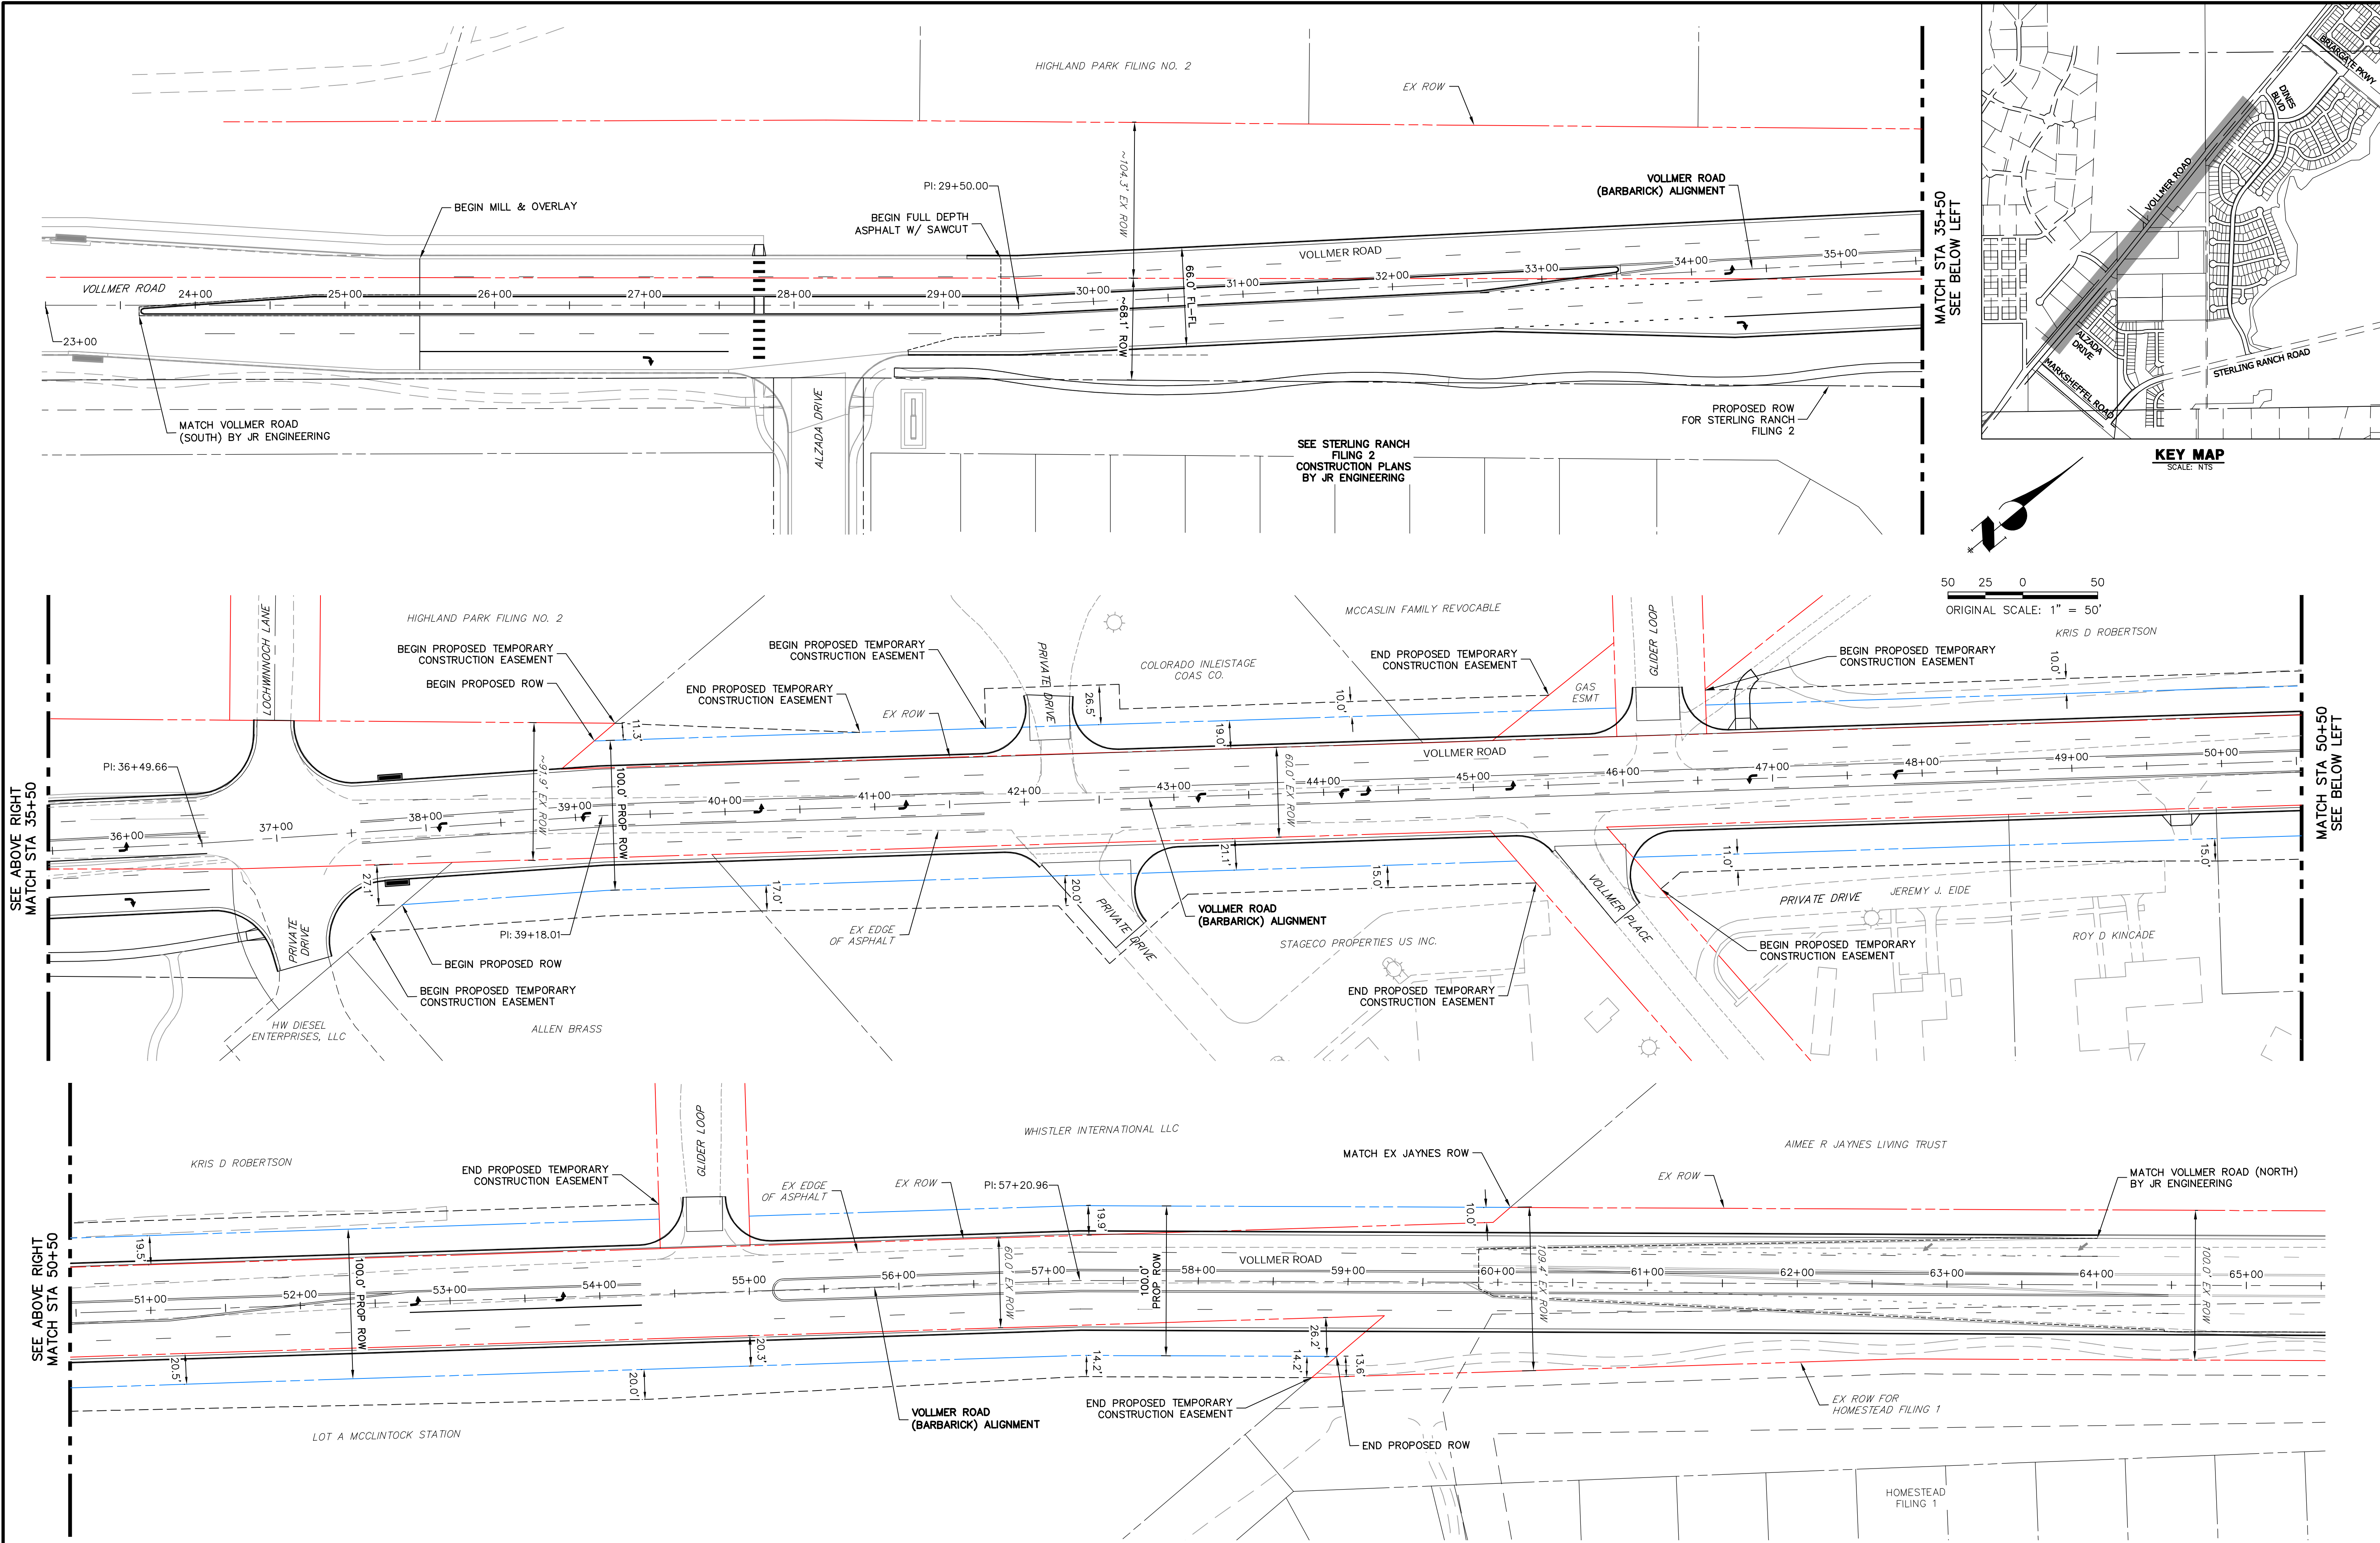 HIGHLAND PARK FILING NO. 2
EX ROW
~104.3' EX ROW
PI: 29+50.00
BEGIN MILL & OVERLAY
BEGIN FULL DEPTH
ASPHALT W/ SAWCUT
VOLLMER ROAD
(BARBARICK) ALIGNMENT
VOLLMER ROAD
VOLLMER ROAD
24+00
25+00
26+00
27+00
28+00
29+00
30+00
31+00
32+00
33+00
34+00
35+00
23+00
66.0' FL-FL
~68.1' ROW
MATCH VOLLMER ROAD
(SOUTH) BY JR ENGINEERING
ALZADA DRIVE
PROPOSED ROW
FOR STERLING RANCH
FILING 2
SEE STERLING RANCH
FILING 2
CONSTRUCTION PLANS
BY JR ENGINEERING
MATCH STA 35+50
SEE BELOW LEFT
BRIARGATE PKWY
DINES
BLVD
VOLLMER ROAD
ALZADA
DRIVE
MARKSHEFFEL ROAD
STERLING RANCH ROAD
KEY MAP
SCALE: NTS
N
50 25 0 50
ORIGINAL SCALE: 1" = 50'
SEE ABOVE RIGHT
MATCH STA 35+50
LOCHWINNOCH LANE
HIGHLAND PARK FILING NO. 2
BEGIN PROPOSED TEMPORARY
CONSTRUCTION EASEMENT
BEGIN PROPOSED ROW
END PROPOSED TEMPORARY
CONSTRUCTION EASEMENT
BEGIN PROPOSED TEMPORARY
CONSTRUCTION EASEMENT
EX ROW
PRIVATE DRIVE
COLORADO INLEISTAGE
COAS CO.
MCCASLIN FAMILY REVOCABLE
END PROPOSED TEMPORARY
CONSTRUCTION EASEMENT
GAS
ESMT
GLIDER LOOP
BEGIN PROPOSED TEMPORARY
CONSTRUCTION EASEMENT
KRIS D ROBERTSON
11.3'
26.5'
19.0'
10.0'
10.0'
PI: 36+49.66
VOLLMER ROAD
36+00
37+00
38+00
39+00
40+00
41+00
42+00
43+00
44+00
45+00
46+00
47+00
48+00
49+00
50+00
~91.9' EX ROW
100.0' PROP ROW
60.0' EX ROW
27.1'
17.0'
20.0'
21.1'
15.0'
11.0'
15.0'
PRIVATE
DRIVE
PI: 39+18.01
BEGIN PROPOSED ROW
BEGIN PROPOSED TEMPORARY
CONSTRUCTION EASEMENT
HW DIESEL
ENTERPRISES, LLC
ALLEN BRASS
EX EDGE
OF ASPHALT
PRIVATE DRIVE
VOLLMER ROAD
(BARBARICK) ALIGNMENT
STAGECO PROPERTIES US INC.
END PROPOSED TEMPORARY
CONSTRUCTION EASEMENT
VOLLMER PLACE
PRIVATE DRIVE
JEREMY J. EIDE
BEGIN PROPOSED TEMPORARY
CONSTRUCTION EASEMENT
ROY D KINCADE
MATCH STA 50+50
SEE BELOW LEFT
SEE ABOVE RIGHT
MATCH STA 50+50
KRIS D ROBERTSON
END PROPOSED TEMPORARY
CONSTRUCTION EASEMENT
GLIDER LOOP
EX EDGE
OF ASPHALT
EX ROW
PI: 57+20.96
WHISTLER INTERNATIONAL LLC
MATCH EX JAYNES ROW
EX ROW
AIMEE R JAYNES LIVING TRUST
MATCH VOLLMER ROAD (NORTH)
BY JR ENGINEERING
19.5'
19.9'
10.0'
VOLLMER ROAD
51+00
52+00
53+00
54+00
55+00
56+00
57+00
58+00
59+00
60+00
61+00
62+00
63+00
64+00
65+00
100.0' PROP ROW
60.0' EX ROW
100.0'
PROP ROW
109.4' EX ROW
100.0' EX ROW
20.5'
20.0'
20.3'
14.2'
26.2'
14.2'
13.6'
LOT A MCCLINTOCK STATION
VOLLMER ROAD
(BARBARICK) ALIGNMENT
END PROPOSED TEMPORARY
CONSTRUCTION EASEMENT
END PROPOSED ROW
EX ROW FOR
HOMESTEAD FILING 1
HOMESTEAD
FILING 1